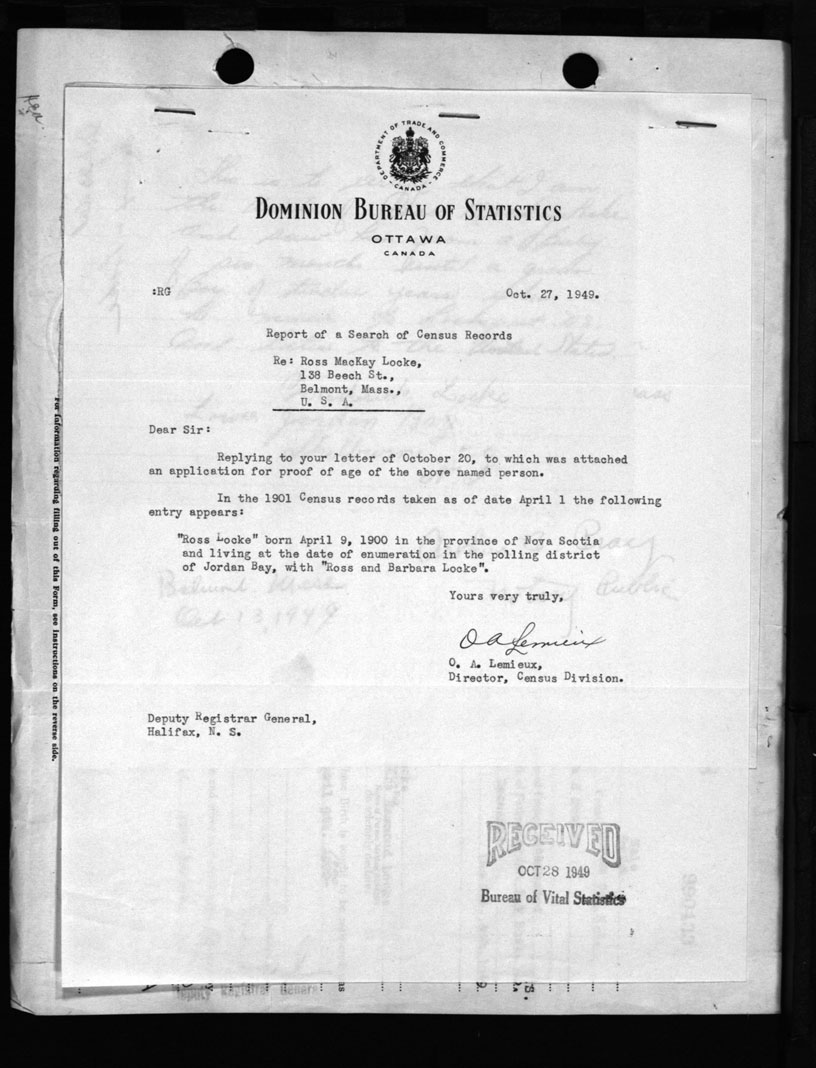 DEPARTMENT OF TRADE AND COMMERCE
CANADA
DOMINION BUREAU OF STATISTICS
OTTAWA
CANADA
:RG
Oct. 27, 1949.
Report of a Search of Census Records
Re: Ross MacKay Locke,
138 Beech St.,
Belmont, Mass.,
U. S. A.
Dear Sir:
Replying to your letter of October 20, to which was attached
an application for proof of age of the above named person.
In the 1901 Census records taken as of date April 1 the following
entry appears:
"Ross Locke" born April 9, 1900 in the province of Nova Scotia
and living at the date of enumeration in the polling district
of Jordan Bay, with "Ross and Barbara Locke".
Yours very truly,
O A Lemieux
O. A. Lemieux,
Director, Census Division.
Deputy Registrar General,
Halifax, N. S.
RECEIVED
OCT 28 1949
Bureau of Vital Statistics
For information regarding filling out of this Form, see instructions on the reverse side.
Deputy Registrar General